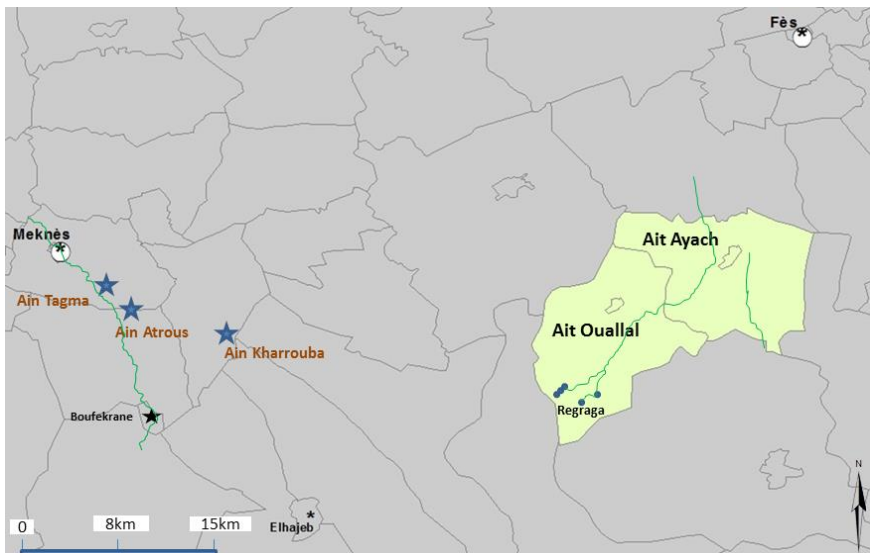 Fès
Ait Ayach
Meknès
Ain Tagma
Ain Atrous
Ait Ouallal
Ain Kharrouba
Boufekrane
Regraga
N
0
8km
15km
Elhajeb